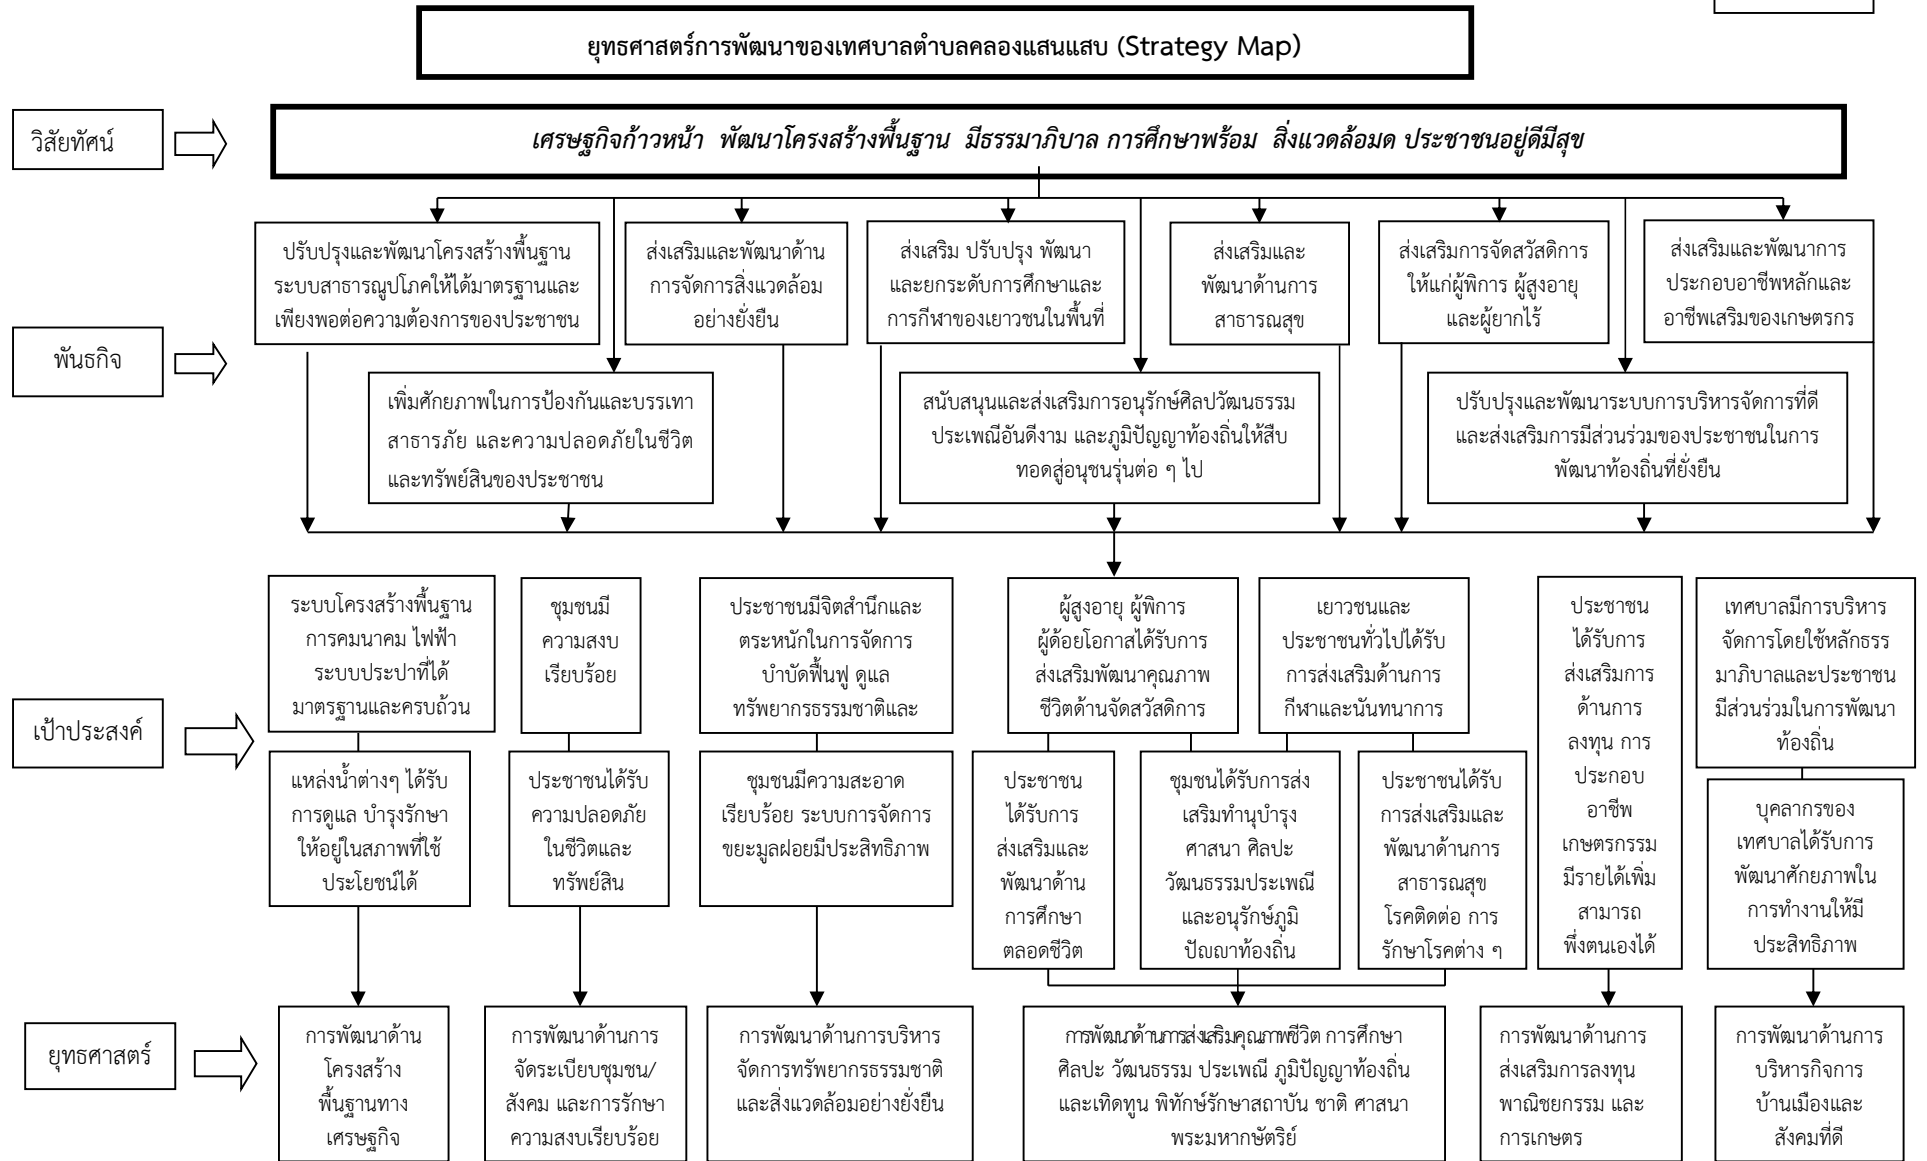 ยุทธศาสตร์การพัฒนาของเทศบาลตำบลคลองแสนแสบ (Strategy Map)
วิสัยทัศน์
เศรษฐกิจก้าวหน้า พัฒนาโครงสร้างพื้นฐาน มีธรรมาภิบาล การศึกษาพร้อม สิ่งแวดล้อมด ประชาชนอยู่ดีมีสุข
พันธกิจ
ปรับปรุงและพัฒนาโครงสร้างพื้นฐาน
ระบบสาธารณูปโภคให้ได้มาตรฐานและ
เพียงพอต่อความต้องการของประชาชน
ส่งเสริมและพัฒนาด้าน
การจัดการสิ่งแวดล้อม
อย่างยั่งยืน
ส่งเสริม ปรับปรุง พัฒนา
และยกระดับการศึกษาและ
การกีฬาของเยาวชนในพื้นที่
ส่งเสริมและ
พัฒนาด้านการ
สาธารณสุข
ส่งเสริมการจัดสวัสดิการ
ให้แก่ผู้พิการ ผู้สูงอายุ
และผู้ยากไร้
ส่งเสริมและพัฒนาการ
ประกอบอาชีพหลักและ
อาชีพเสริมของเกษตรกร
เพิ่มศักยภาพในการป้องกันและบรรเทา
สาธารภัย และความปลอดภัยในชีวิต
และทรัพย์สินของประชาชน
สนับสนุนและส่งเสริมการอนุรักษ์ศิลปวัฒนธรรม
ประเพณีอันดีงาม และภูมิปัญญาท้องถิ่นให้สืบ
ทอดสู่อนุชนรุ่นต่อ ๆ ไป
ปรับปรุงและพัฒนาระบบการบริหารจัดการที่ดี
และส่งเสริมการมีส่วนร่วมของประชาชนในการ
พัฒนาท้องถิ่นที่ยั่งยืน
เป้าประสงค์
ระบบโครงสร้างพื้นฐาน
การคมนาคม ไฟฟ้า
ระบบประปาที่ได้
มาตรฐานและครบถ้วน
ชุมชนมี
ความสงบ
เรียบร้อย
ประชาชนมีจิตสำนึกและ
ตระหนักในการจัดการ
บำบัดฟื้นฟู ดูแล
ทรัพยากรธรรมชาติและ
ผู้สูงอายุ ผู้พิการ
ผู้ด้อยโอกาสได้รับการ
ส่งเสริมพัฒนาคุณภาพ
ชีวิตด้านจัดสวัสดิการ
เยาวชนและ
ประชาชนทั่วไปได้รับ
การส่งเสริมด้านการ
กีฬาและนันทนาการ
ประชาชน
ได้รับการ
ส่งเสริมการ
ด้านการ
ลงทุน การ
ประกอบ
อาชีพ
เกษตรกรรม
มีรายได้เพิ่ม
สามารถ
พึ่งตนเองได้
เทศบาลมีการบริหาร
จัดการโดยใช้หลักธรร
มาภิบาลและประชาชน
มีส่วนร่วมในการพัฒนา
ท้องถิ่น
แหล่งน้ำต่างๆ ได้รับ
การดูแล บำรุงรักษา
ให้อยู่ในสภาพที่ใช้
ประโยชน์ได้
ประชาชนได้รับ
ความปลอดภัย
ในชีวิตและ
ทรัพย์สิน
ชุมชนมีความสะอาด
เรียบร้อย ระบบการจัดการ
ขยะมูลฝอยมีประสิทธิภาพ
ประชาชน
ได้รับการ
ส่งเสริมและ
พัฒนาด้าน
การศึกษา
ตลอดชีวิต
ชุมชนได้รับการส่ง
เสริมทำนุบำรุง
ศาสนา ศิลปะ
วัฒนธรรมประเพณี
และอนุรักษ์ภูมิ
ปัญญาท้องถิ่น
ประชาชนได้รับ
การส่งเสริมและ
พัฒนาด้านการ
สาธารณสุข
โรคติดต่อ การ
รักษาโรคต่าง ๆ
บุคลากรของ
เทศบาลได้รับการ
พัฒนาศักยภาพใน
การทำงานให้มี
ประสิทธิภาพ
ยุทธศาสตร์
การพัฒนาด้าน
โครงสร้าง
พื้นฐานทาง
เศรษฐกิจ
การพัฒนาด้านการ
จัดระเบียบชุมชน/
สังคม และการรักษา
ความสงบเรียบร้อย
การพัฒนาด้านการบริหาร
จัดการทรัพยากรธรรมชาติ
และสิ่งแวดล้อมอย่างยั่งยืน
การพัฒนาด้านการส่งเสริมคุณภาพชีวิต การศึกษา
ศิลปะ วัฒนธรรม ประเพณี ภูมิปัญญาท้องถิ่น
และเทิดทูน พิทักษ์รักษาสถาบัน ชาติ ศาสนา
พระมหากษัตริย์
การพัฒนาด้านการ
ส่งเสริมการลงทุน
พาณิชยกรรม และ
การเกษตร
การพัฒนาด้านการ
บริหารกิจการ
บ้านเมืองและ
สังคมที่ดี